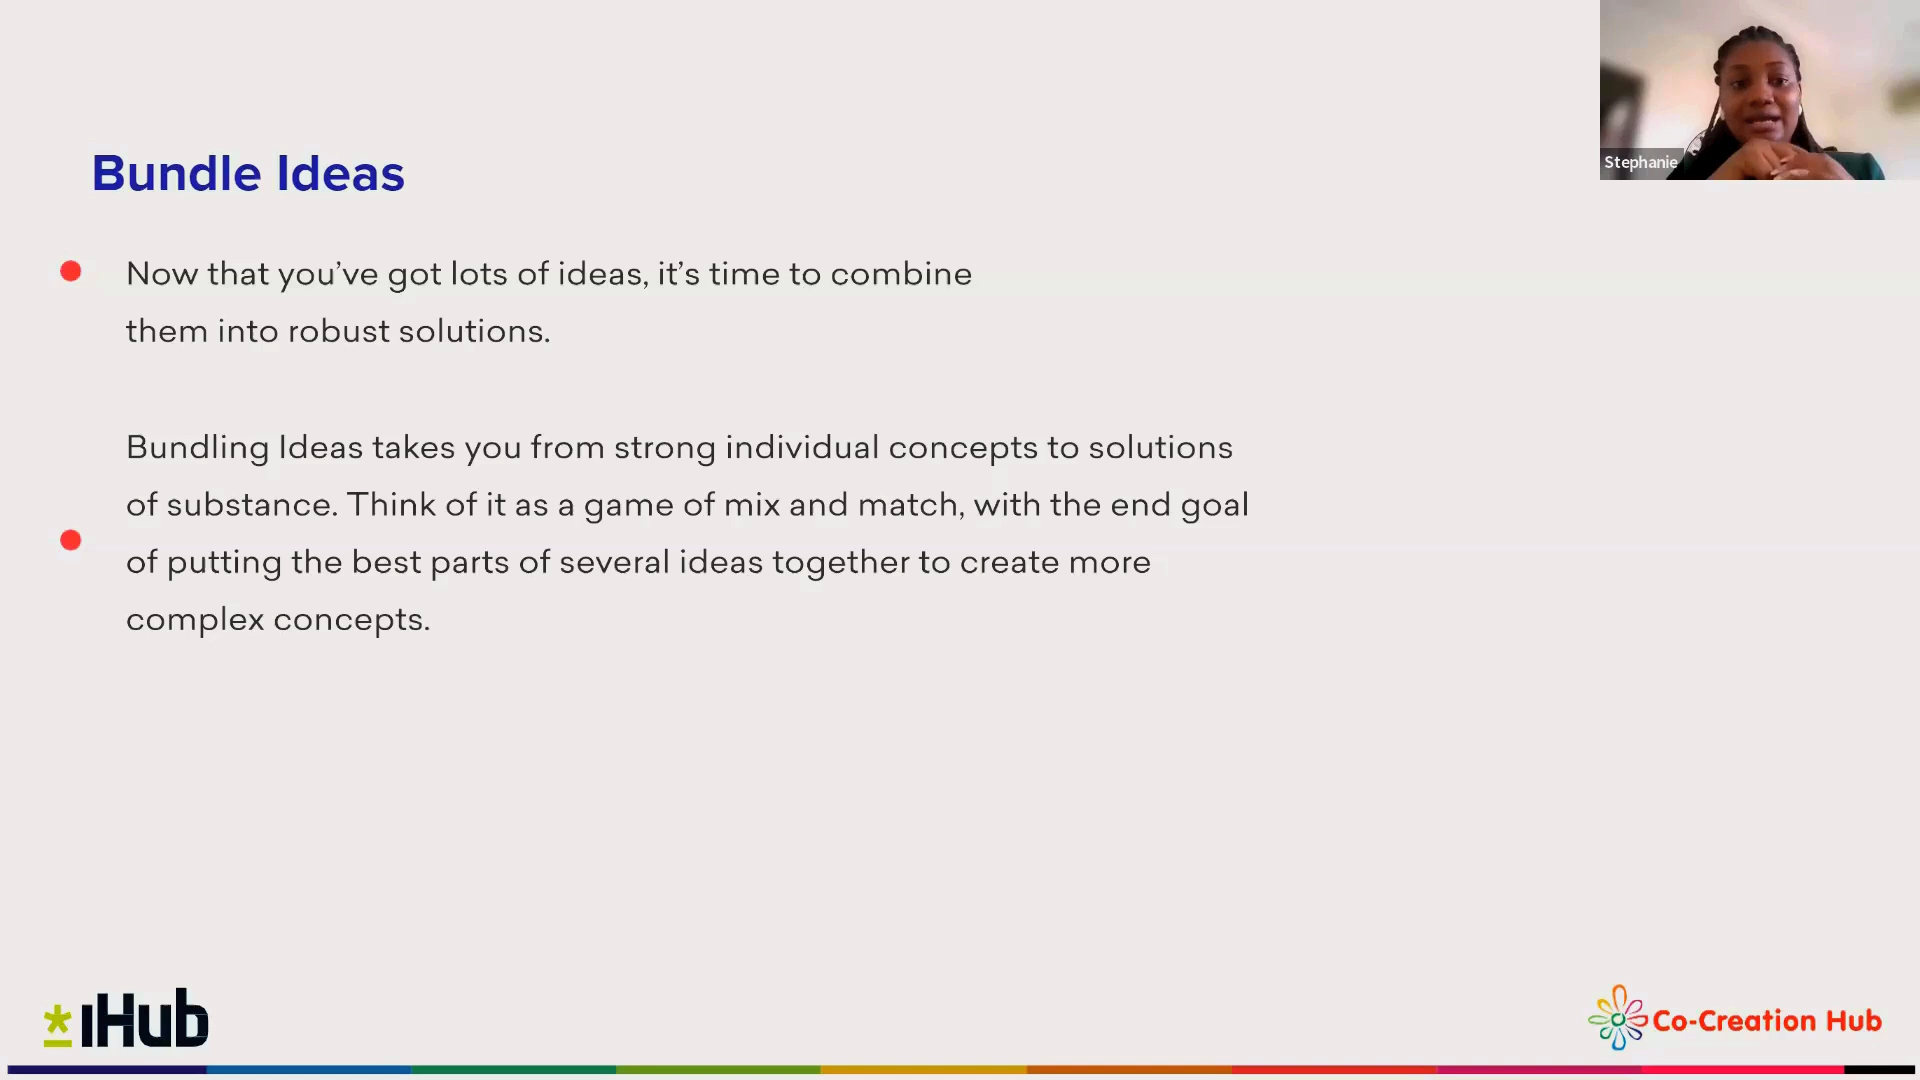 Stephanie
Bundle Ideas
Now that you’ve got lots of ideas, it’s time to combine
them into robust solutions.
Bundling Ideas takes you from strong individual concepts to solutions
of substance. Think of it as a game of mix and match, with the end goal
of putting the best parts of several ideas together to create more
complex concepts.
iHub
Co-Creation Hub